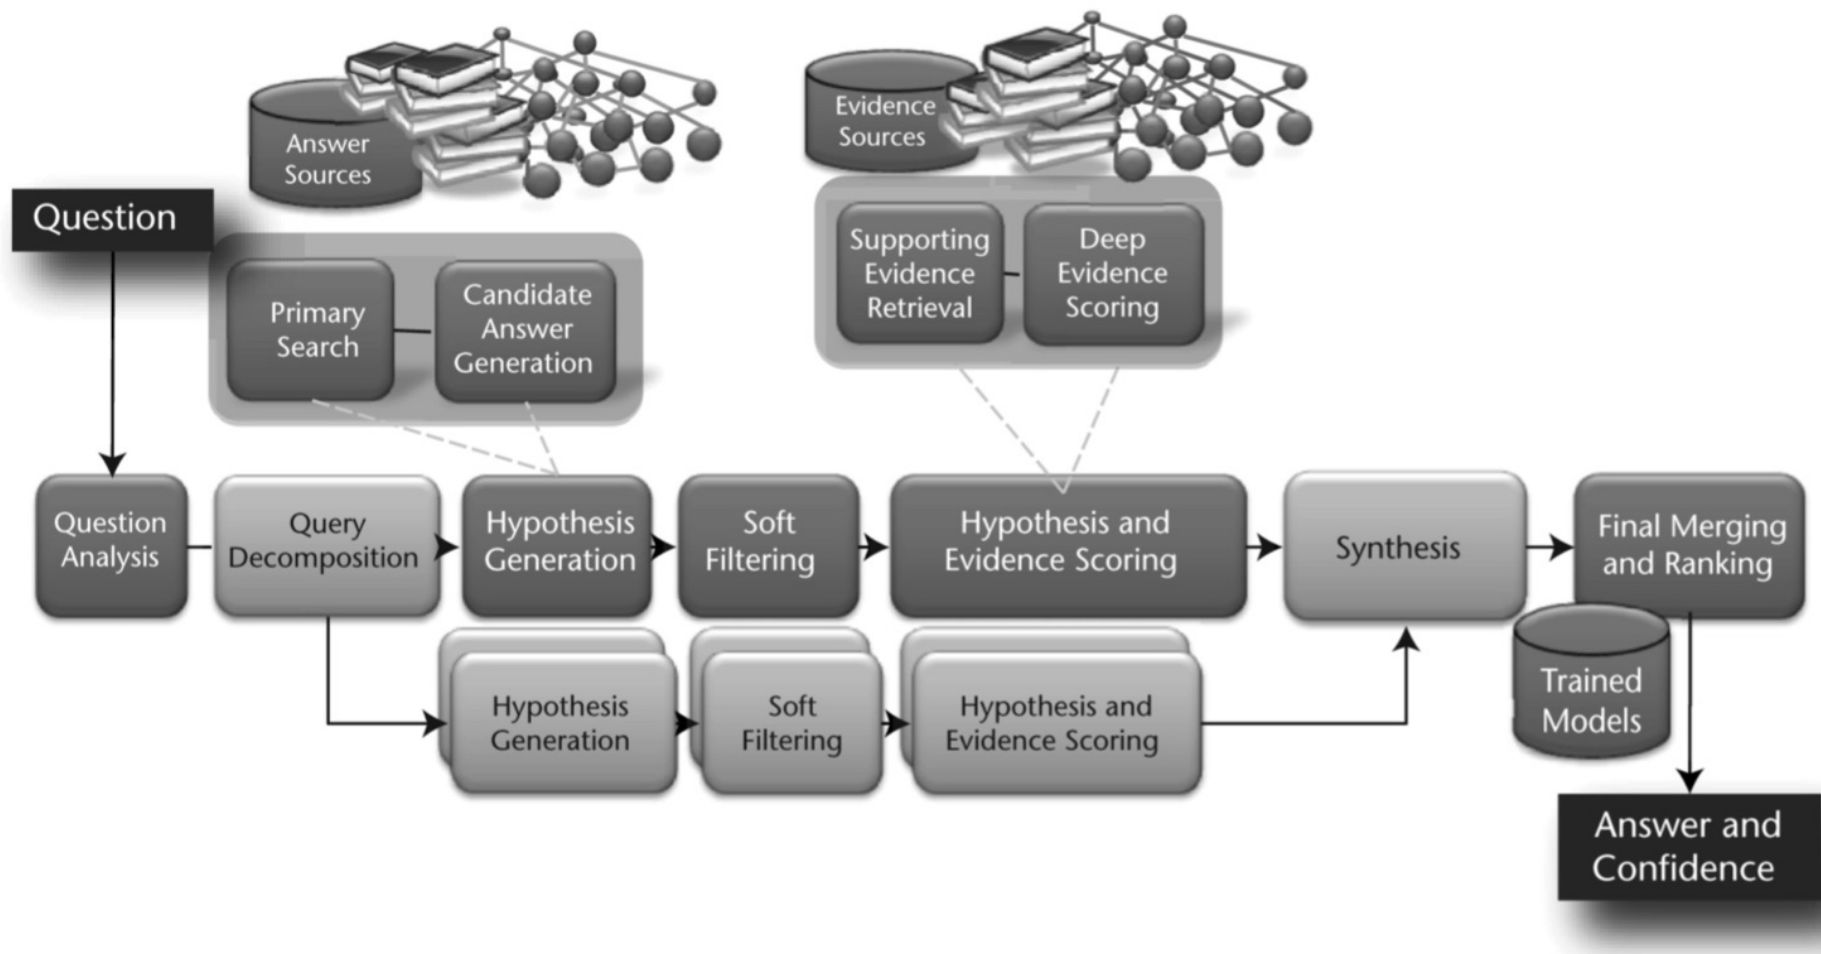 Answer
Sources
Evidence
Sources
Question
Primary
Search
Candidate
Answer
Generation
Supporting
Evidence
Retrieval
Deep
Evidence
Scoring
Question
Analysis
Query
Decomposition
Hypothesis
Generation
Soft
Filtering
Hypothesis and
Evidence Scoring
Synthesis
Final Merging
and Ranking
Hypothesis
Generation
Soft
Filtering
Hypothesis and
Evidence Scoring
Trained
Models
Answer and
Confidence